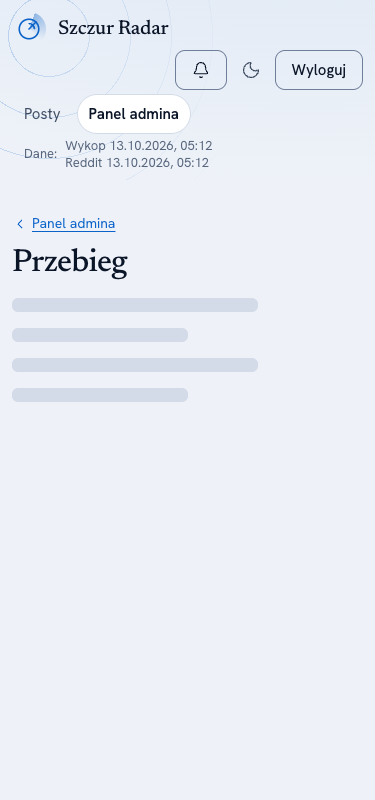 Szczur Radar
Wyloguj
Posty
Panel admina
Dane:
Wykop 13.10.2026, 05:12
Reddit 13.10.2026, 05:12
Panel admina
Przebieg